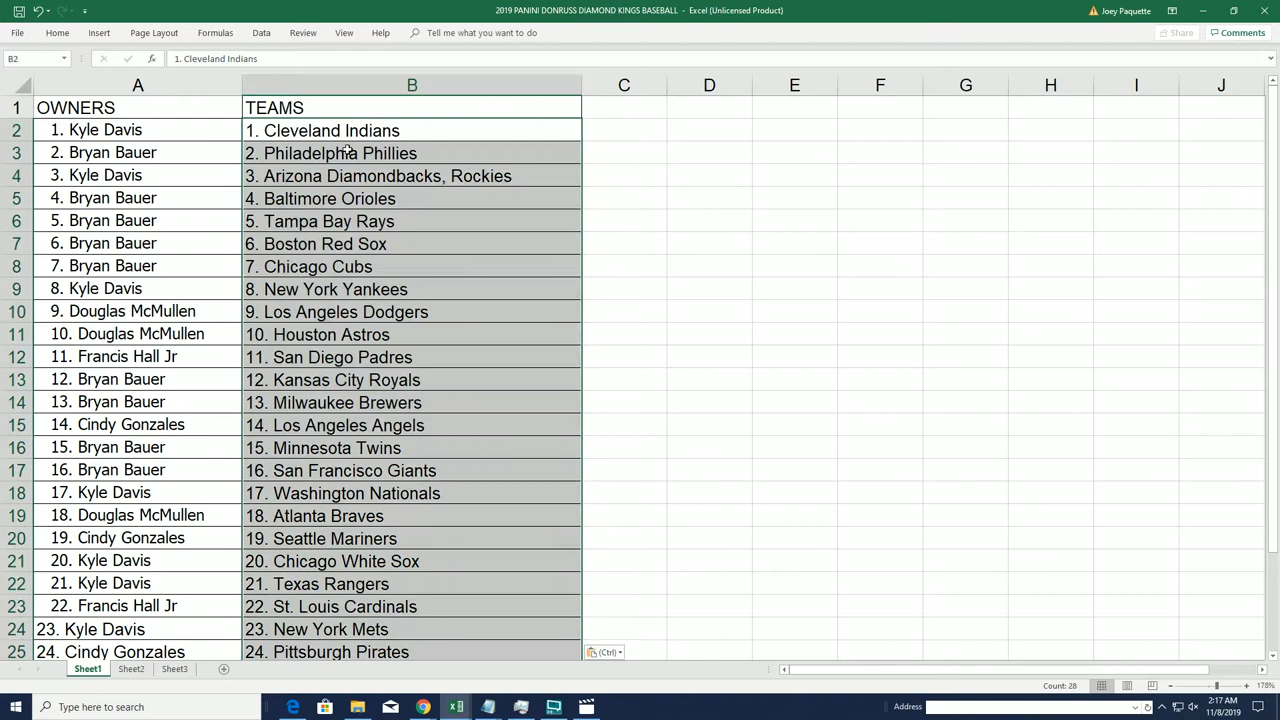 2019 PANINI DONRUSS DIAMOND KINGS BASEBALL - Excel (Unlicensed Product)
Joey Paquette
File Home Insert Page Layout Formulas Data Review View Help Tell me what you want to do
Share Comments
B2 fx 1. Cleveland Indians
A B C D E F G H I J
1 OWNERS TEAMS
2 1. Kyle Davis 1. Cleveland Indians
3 2. Bryan Bauer 2. Philadelphia Phillies
4 3. Kyle Davis 3. Arizona Diamondbacks, Rockies
5 4. Bryan Bauer 4. Baltimore Orioles
6 5. Bryan Bauer 5. Tampa Bay Rays
7 6. Bryan Bauer 6. Boston Red Sox
8 7. Bryan Bauer 7. Chicago Cubs
9 8. Kyle Davis 8. New York Yankees
10 9. Douglas McMullen 9. Los Angeles Dodgers
11 10. Douglas McMullen 10. Houston Astros
12 11. Francis Hall Jr 11. San Diego Padres
13 12. Bryan Bauer 12. Kansas City Royals
14 13. Bryan Bauer 13. Milwaukee Brewers
15 14. Cindy Gonzales 14. Los Angeles Angels
16 15. Bryan Bauer 15. Minnesota Twins
17 16. Bryan Bauer 16. San Francisco Giants
18 17. Kyle Davis 17. Washington Nationals
19 18. Douglas McMullen 18. Atlanta Braves
20 19. Cindy Gonzales 19. Seattle Mariners
21 20. Kyle Davis 20. Chicago White Sox
22 21. Kyle Davis 21. Texas Rangers
23 22. Francis Hall Jr 22. St. Louis Cardinals
24 23. Kyle Davis 23. New York Mets
25 24. Cindy Gonzales 24. Pittsburgh Pirates
(Ctrl)
Sheet1 Sheet2 Sheet3
Count: 28 178%
Type here to search
Address
2:17 AM
11/8/2019